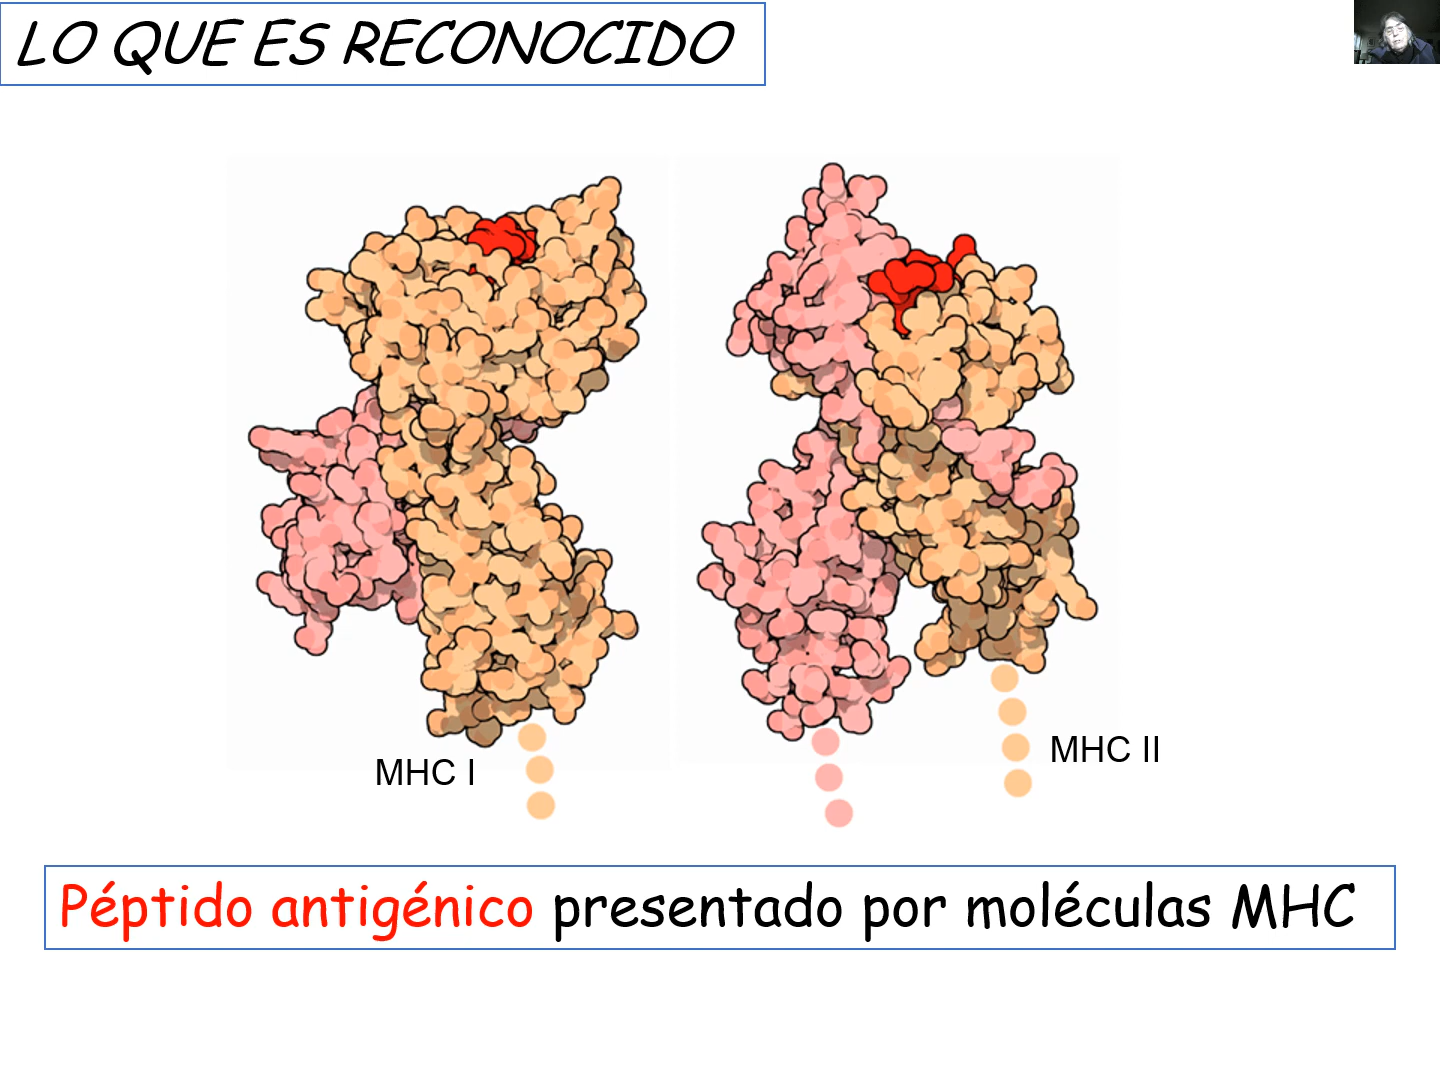 LO QUE ES RECONOCIDO
MHC I
MHC II
Péptido antigénico presentado por moléculas MHC